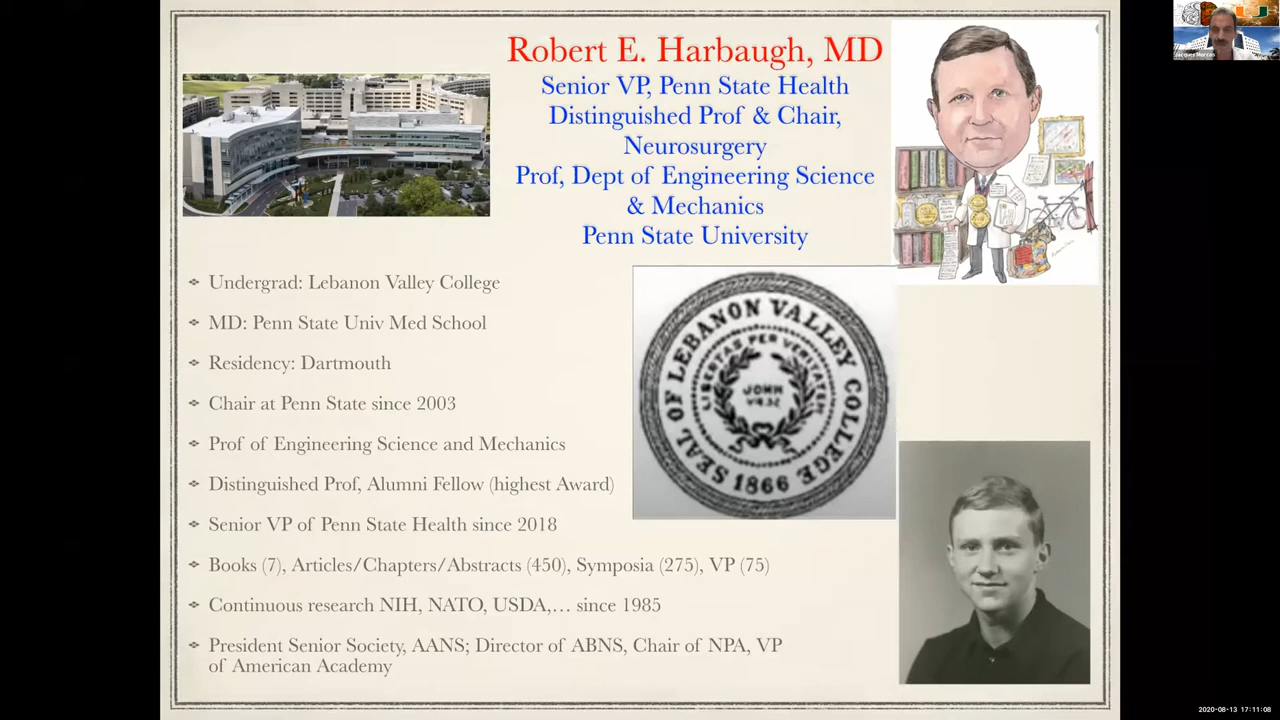 Robert E. Harbaugh, MD
Senior VP, Penn State Health
Distinguished Prof & Chair,
Neurosurgery
Prof, Dept of Engineering Science
& Mechanics
Penn State University
❖ Undergrad: Lebanon Valley College
❖ MD: Penn State Univ Med School
❖ Residency: Dartmouth
❖ Chair at Penn State since 2003
❖ Prof of Engineering Science and Mechanics
❖ Distinguished Prof, Alumni Fellow (highest Award)
❖ Senior VP of Penn State Health since 2018
❖ Books (7), Articles/Chapters/Abstracts (450), Symposia (275), VP (75)
❖ Continuous research NIH, NATO, USDA,… since 1985
❖ President Senior Society, AANS; Director of ABNS, Chair of NPA, VP
of American Academy
SEAL OF LEBANON VALLEY COLLEGE
LIBERTAS PER VERITATEM
JOHN
VIII:32
1866
Jacques Morcos
2020-08-13 17:11:08